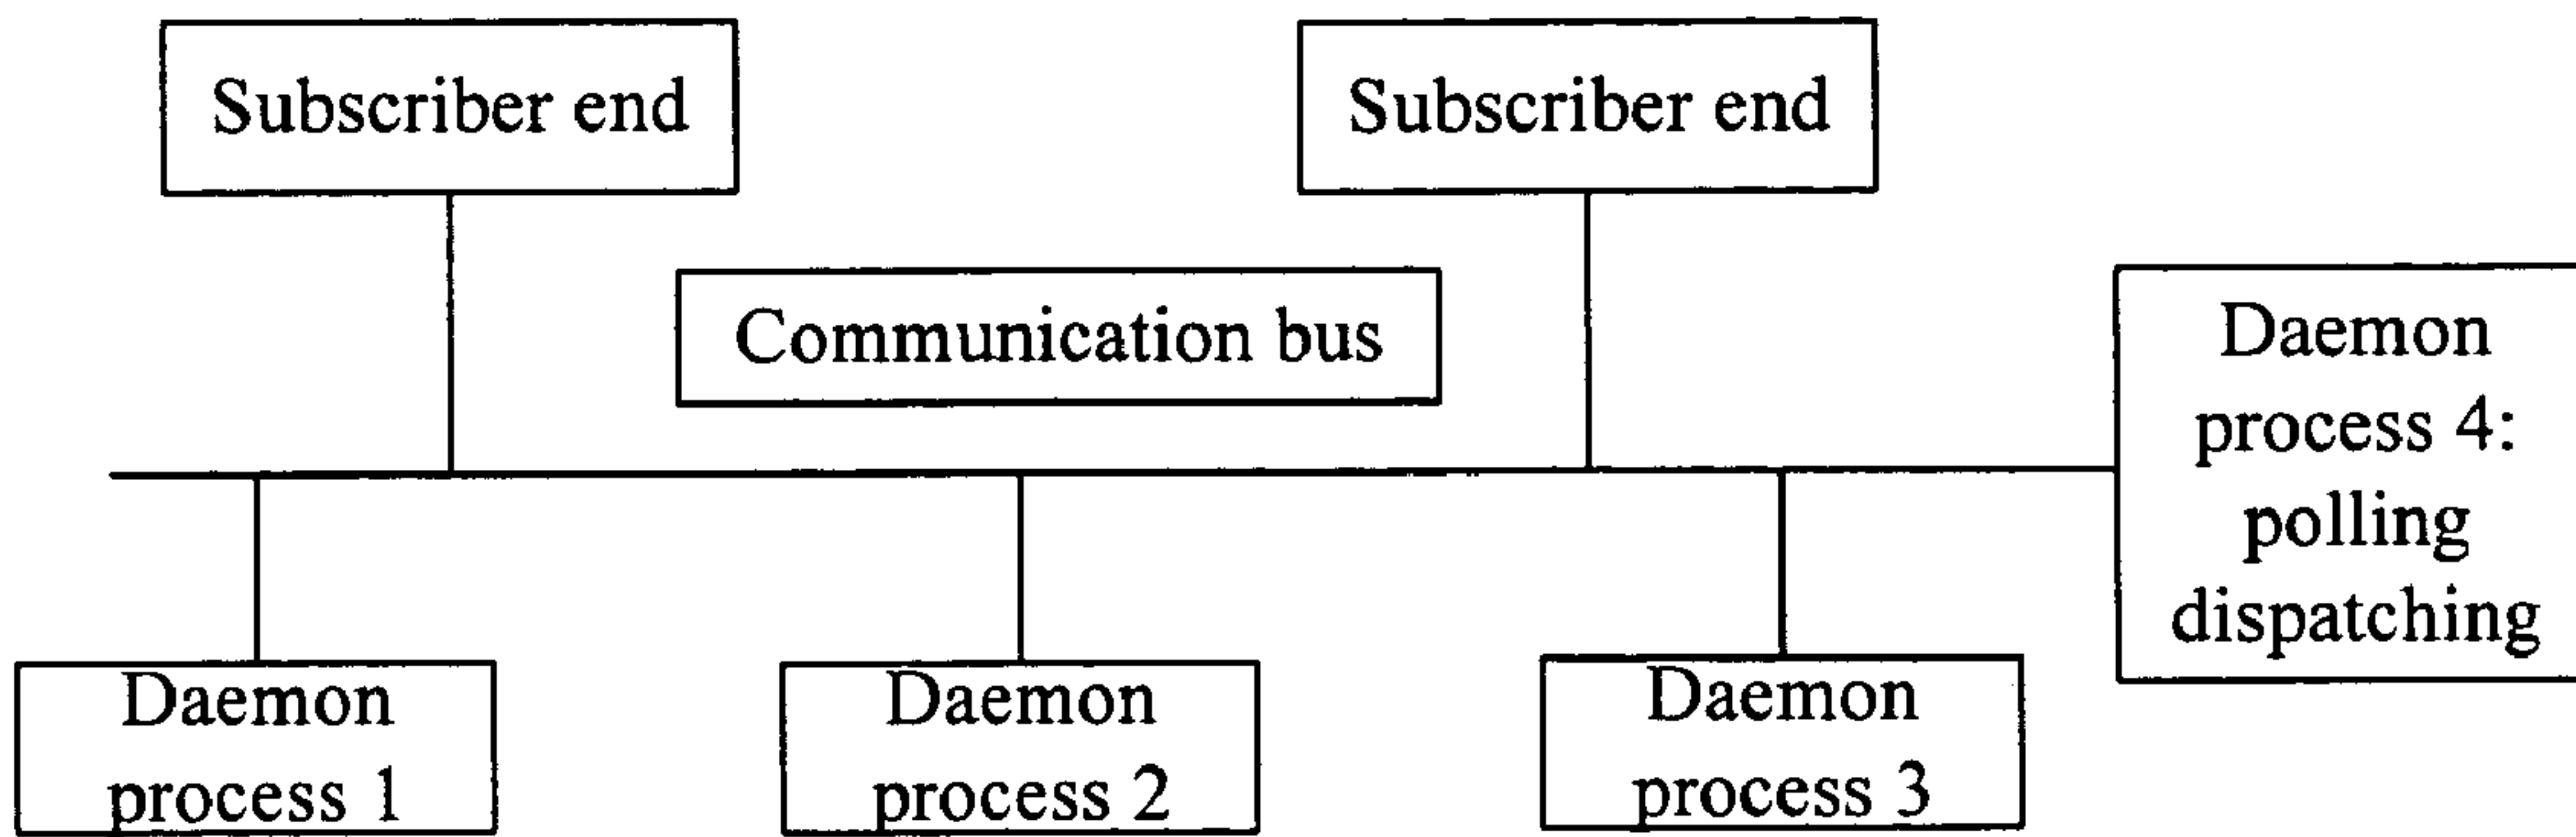 Subscriber end
Subscriber end
Communication bus
Daemon
process 4:
polling
dispatching
Daemon
process 1
Daemon
process 2
Daemon
process 3